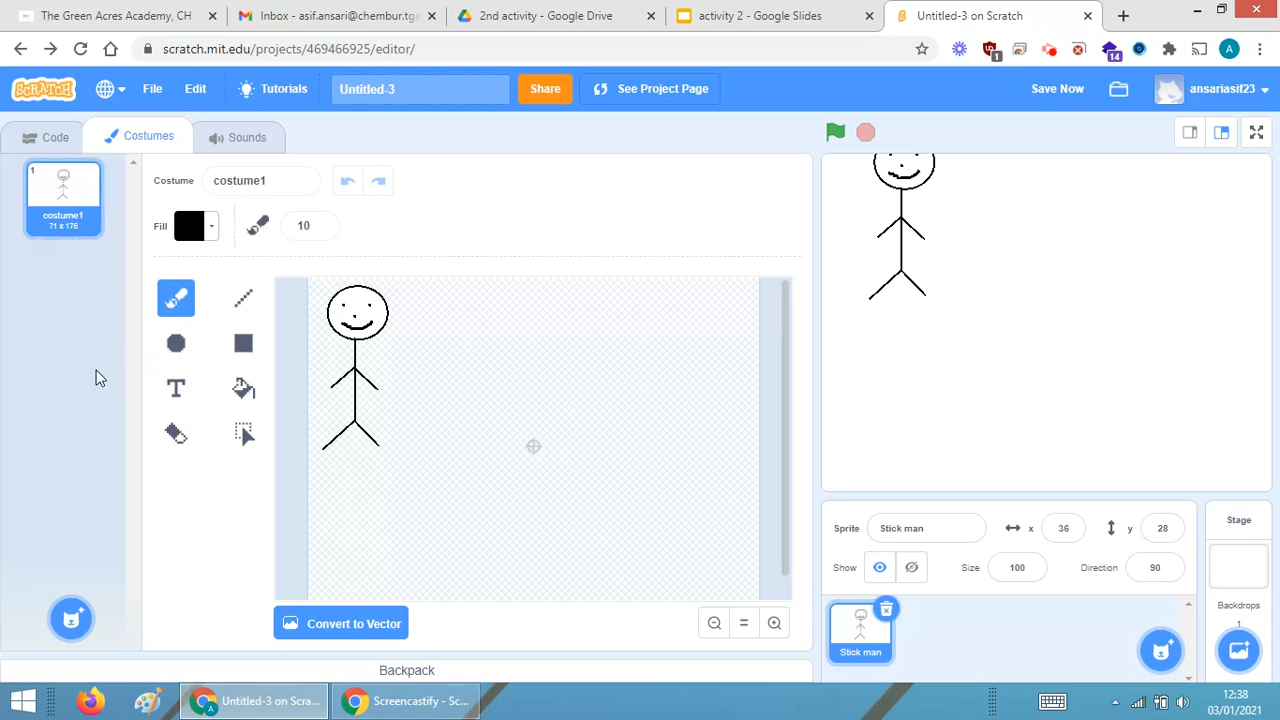 The Green Acres Academy, CH
Inbox - asif.ansari@chembur.tga
2nd activity - Google Drive
activity 2 - Google Slides
Untitled-3 on Scratch
scratch.mit.edu/projects/469466925/editor/
1
14
A
SCRATCH
File
Edit
Tutorials
Untitled-3
Share
See Project Page
Save Now
ansariasif23
Code
Costumes
Sounds
1
costume1
71 x 176
Costume
costume1
Fill
10
T
Convert to Vector
Backpack
Sprite
Stick man
x
36
y
28
Show
Size
100
Direction
90
Stick man
Stage
Backdrops
1
Untitled-3 on Scra...
Screencastify - Sc...
12:38
03/01/2021